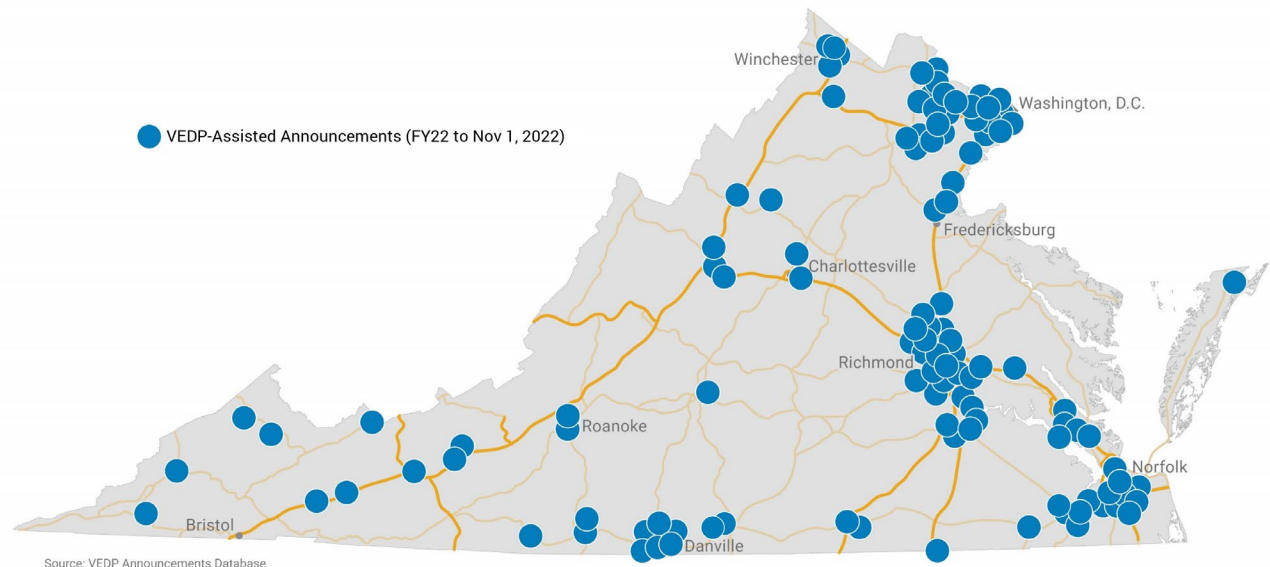 Winchester
Washington, D.C.
VEDP-Assisted Announcements (FY22 to Nov 1, 2022)
Fredericksburg
Charlottesville
Richmond
Roanoke
Norfolk
Bristol
Danville
Source: VEDP Announcements Database